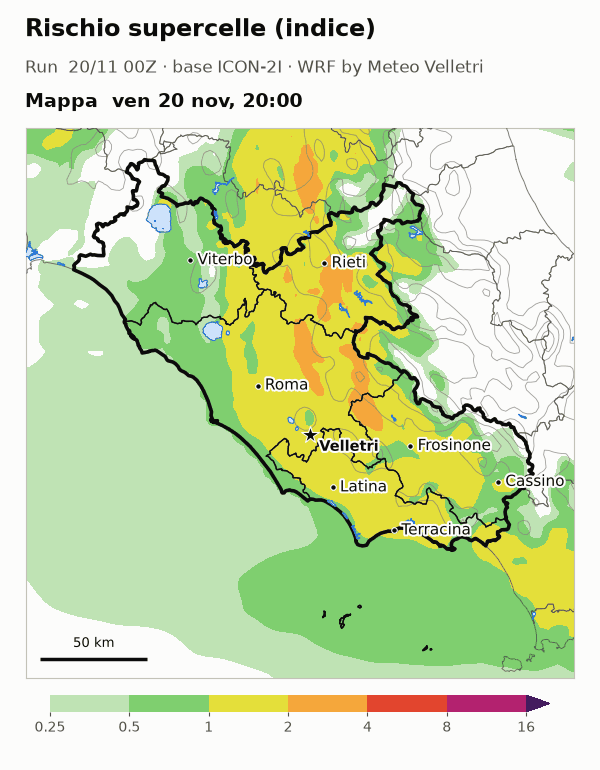 Rischio supercelle (indice)
Run  20/11 00Z · base ICON-2I · WRF by Meteo Velletri
Mappa  ven 20 nov, 20:00
Viterbo
Rieti
Roma
Velletri
Frosinone
Cassino
Latina
Terracina
50 km
0.25 0.5 1 2 4 8 16